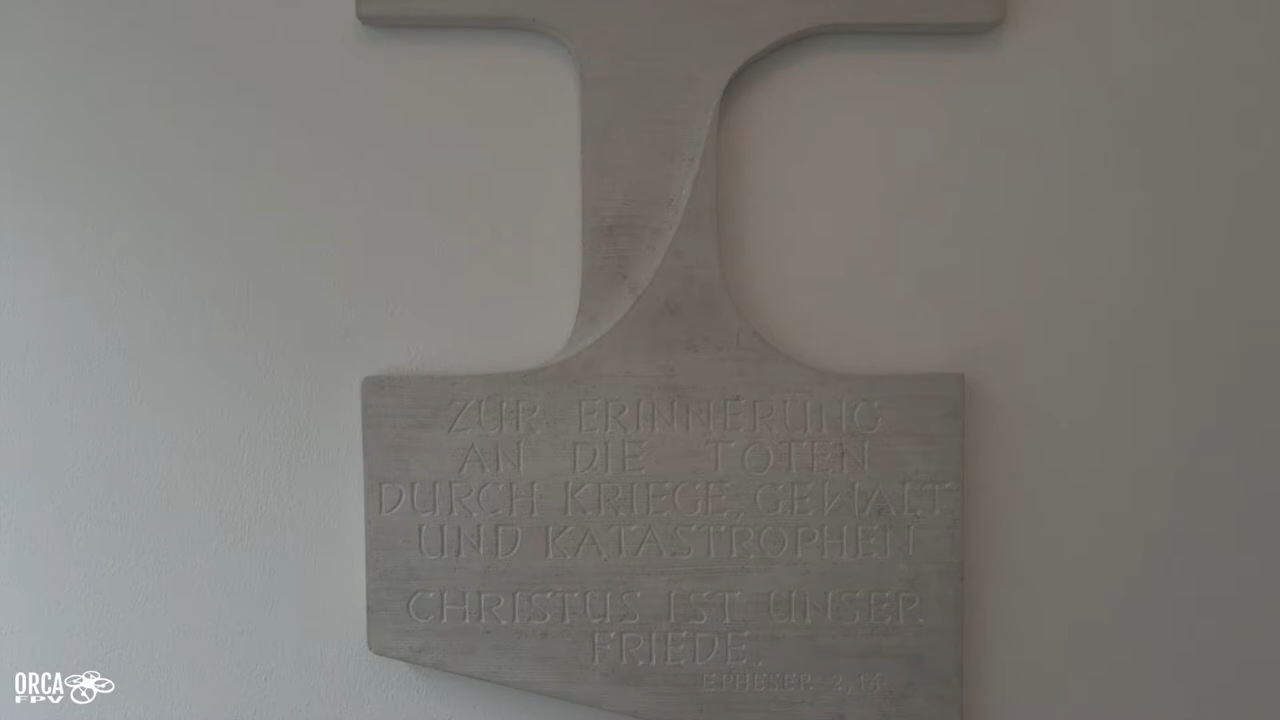 ZUR ERINNERUNG
AN DIE TOTEN
DURCH KRIEGE, GEWALT
UND KATASTROPHEN
CHRISTUS IST UNSER
FRIEDE.
EPHESER 2,14
ORCA
FPV